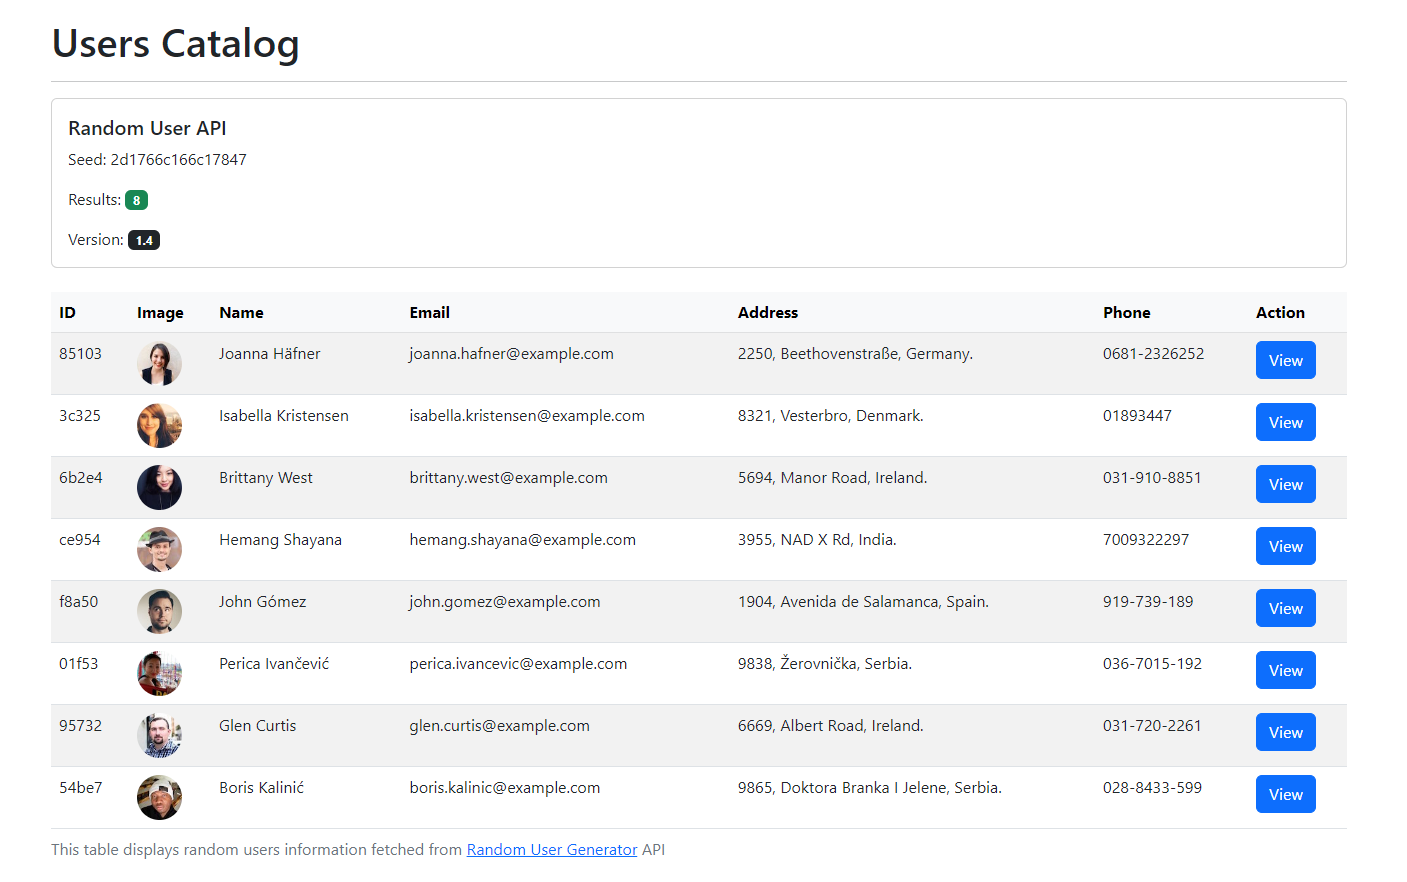 Users Catalog
Random User API
Seed: 2d1766c166c17847
Results: 8
Version: 1.4
ID Image Name Email Address Phone Action
85103 Joanna Häfner joanna.hafner@example.com 2250, Beethovenstraße, Germany. 0681-2326252 View
3c325 Isabella Kristensen isabella.kristensen@example.com 8321, Vesterbro, Denmark. 01893447 View
6b2e4 Brittany West brittany.west@example.com 5694, Manor Road, Ireland. 031-910-8851 View
ce954 Hemang Shayana hemang.shayana@example.com 3955, NAD X Rd, India. 7009322297 View
f8a50 John Gómez john.gomez@example.com 1904, Avenida de Salamanca, Spain. 919-739-189 View
01f53 Perica Ivančević perica.ivancevic@example.com 9838, Žerovnička, Serbia. 036-7015-192 View
95732 Glen Curtis glen.curtis@example.com 6669, Albert Road, Ireland. 031-720-2261 View
54be7 Boris Kalinić boris.kalinic@example.com 9865, Doktora Branka I Jelene, Serbia. 028-8433-599 View
This table displays random users information fetched from Random User Generator API